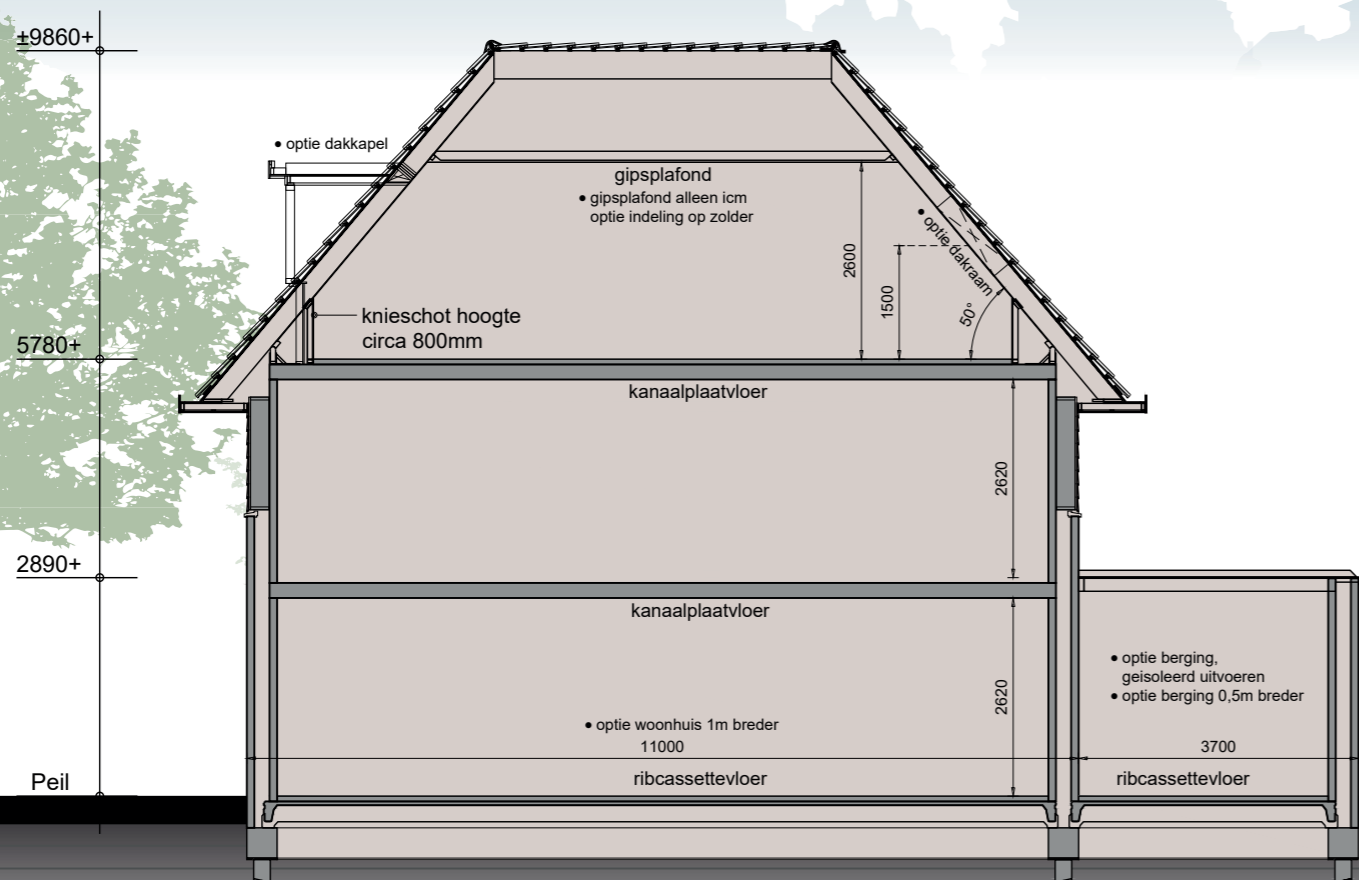 ±9860+
• optie dakkapel
gipsplafond
• gipsplafond alleen icm
optie indeling op zolder
• optie dakraam
2600
1500
50°
knieschot hoogte
circa 800mm
5780+
kanaalplaatvloer
2620
2890+
kanaalplaatvloer
• optie berging,
geisoleerd uitvoeren
• optie berging 0,5m breder
2620
• optie woonhuis 1m breder
11000
3700
Peil
ribcassettevloer
ribcassettevloer